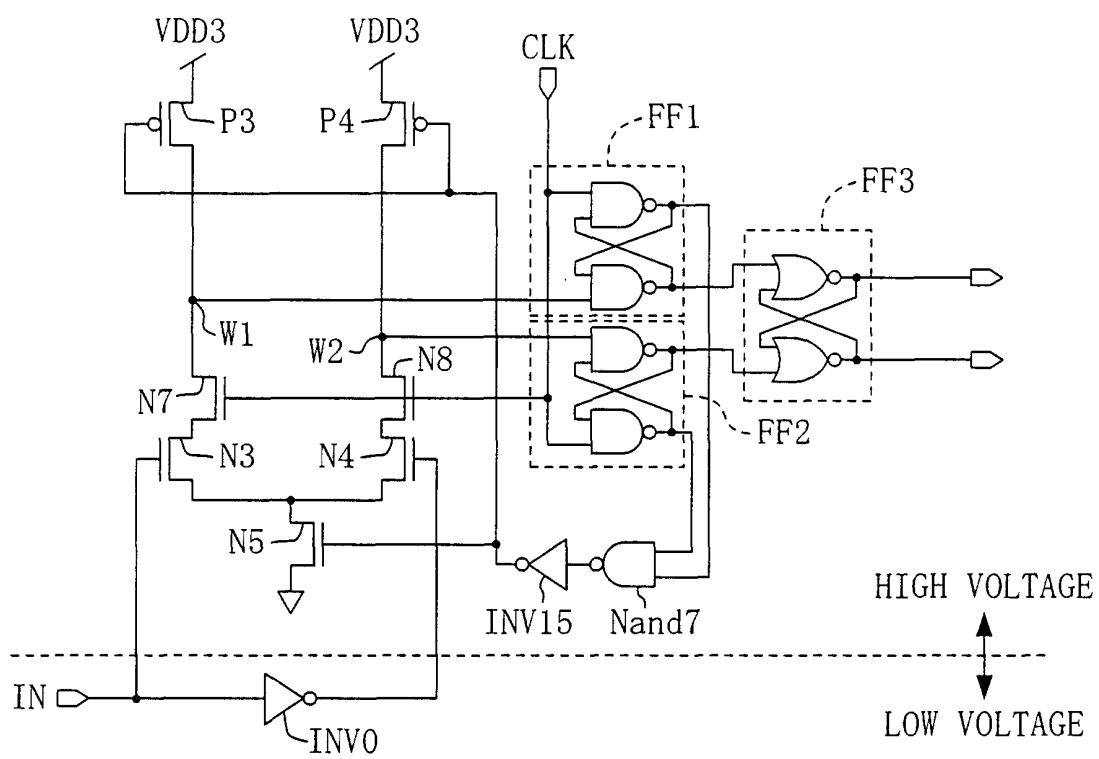 VDD3
VDD3
CLK
P3
P4
FF1
FF3
W1
W2
N8
N7
FF2
N3
N4
N5
INV15
Nand7
HIGH VOLTAGE
IN
INV0
LOW VOLTAGE